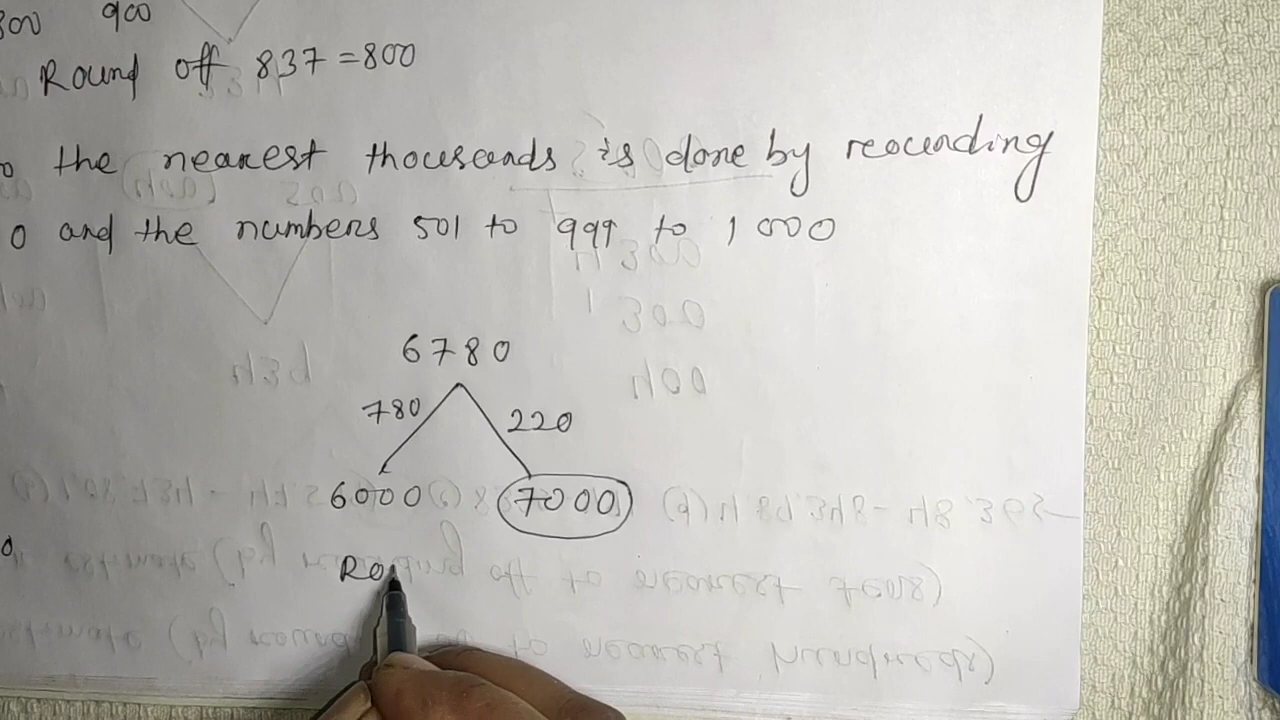 300 900
Round off 837 = 800
o the nearest thousands is done by rounding
0 and the numbers 501 to 999 to 1000
6780
780 220
6000 7000
Ro